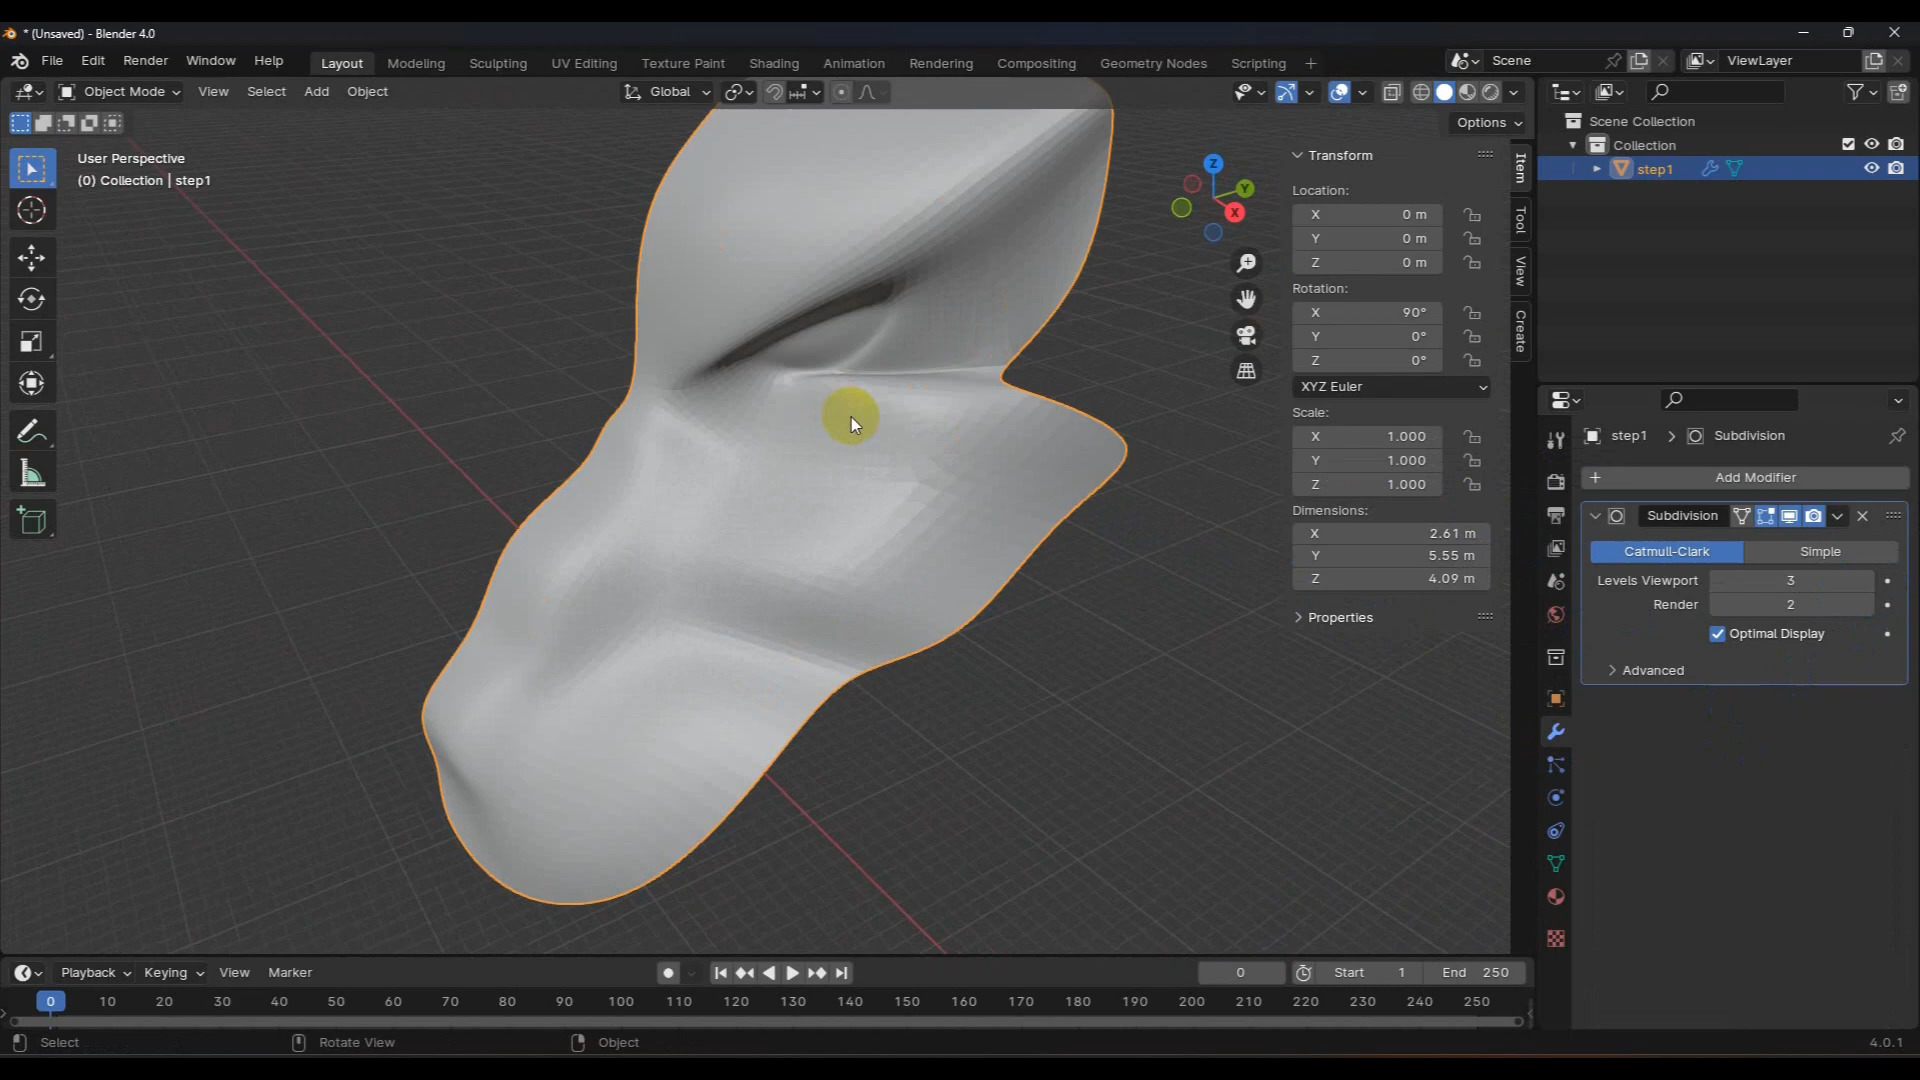 * (Unsaved) - Blender 4.0
File Edit Render Window Help Layout Modeling Sculpting UV Editing Texture Paint Shading Animation Rendering Compositing Geometry Nodes Scripting + Scene ViewLayer
Object Mode View Select Add Object Global
Options
User Perspective
(0) Collection | step1
Z
Y
X
Transform
Location:
X 0 m
Y 0 m
Z 0 m
Rotation:
X 90°
Y 0°
Z 0°
XYZ Euler
Scale:
X 1.000
Y 1.000
Z 1.000
Dimensions:
X 2.61 m
Y 5.55 m
Z 4.09 m
Properties
Item
Tool
View
Create
Scene Collection
Collection
step1
step1 > Subdivision
+ Add Modifier
Subdivision
Catmull-Clark Simple
Levels Viewport 3
Render 2
Optimal Display
Advanced
Playback Keying View Marker 0 Start 1 End 250
0 10 20 30 40 50 60 70 80 90 100 110 120 130 140 150 160 170 180 190 200 210 220 230 240 250
Select Rotate View Object 4.0.1